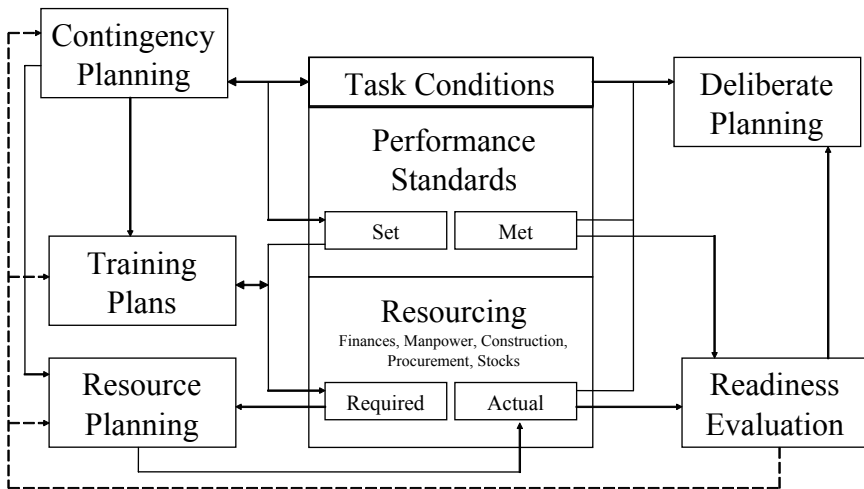 Contingency
Planning
Task Conditions
Deliberate
Planning
Performance
Standards
Set
Met
Training
Plans
Resourcing
Finances, Manpower, Construction,
Procurement, Stocks
Required
Actual
Resource
Planning
Readiness
Evaluation